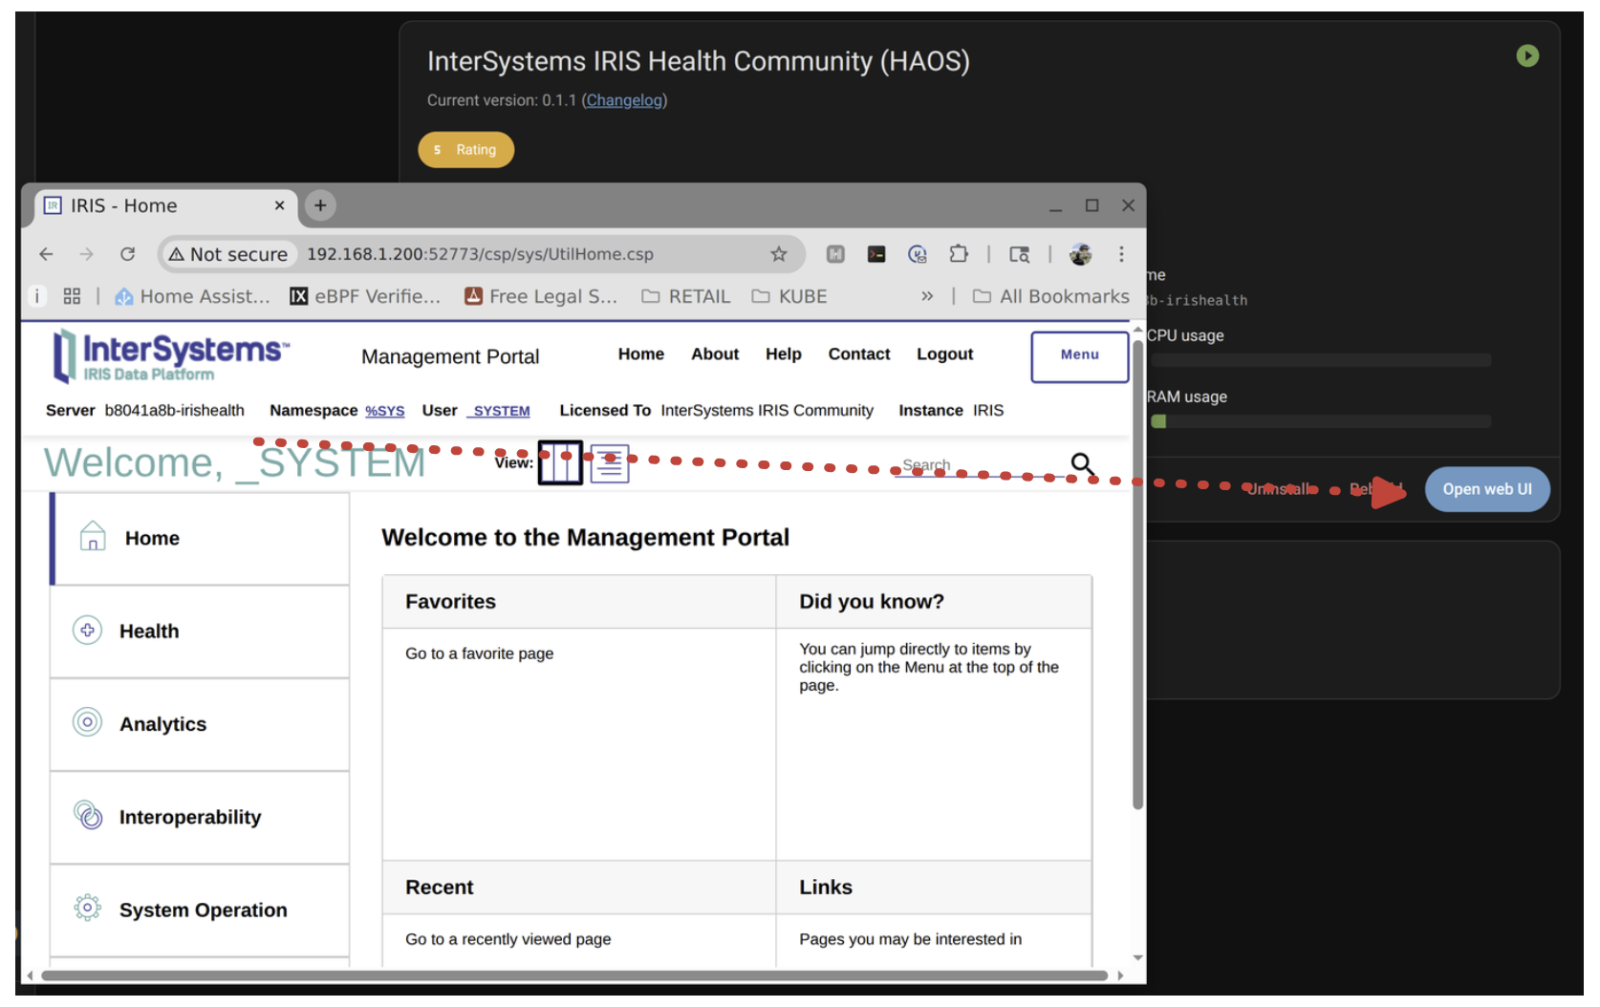 InterSystems IRIS Health Community (HAOS)
Current version: 0.1.1 (Changelog)
5 Rating
IRIS - Home
Not secure 192.168.1.200:52773/csp/sys/UtilHome.csp
Home Assist... eBPF Verifie... Free Legal S... RETAIL KUBE » All Bookmarks
me
b-irishealth
CPU usage
RAM usage
Uninstall Open web UI
InterSystems™
IRIS Data Platform
Management Portal Home About Help Contact Logout Menu
Server b8041a8b-irishealth Namespace %SYS User _SYSTEM Licensed To InterSystems IRIS Community Instance IRIS
Welcome, _SYSTEM View: Search
Home
Health
Analytics
Interoperability
System Operation
Welcome to the Management Portal
Favorites
Go to a favorite page
Did you know?
You can jump directly to items by
clicking on the Menu at the top of the
page.
Recent
Go to a recently viewed page
Links
Pages you may be interested in